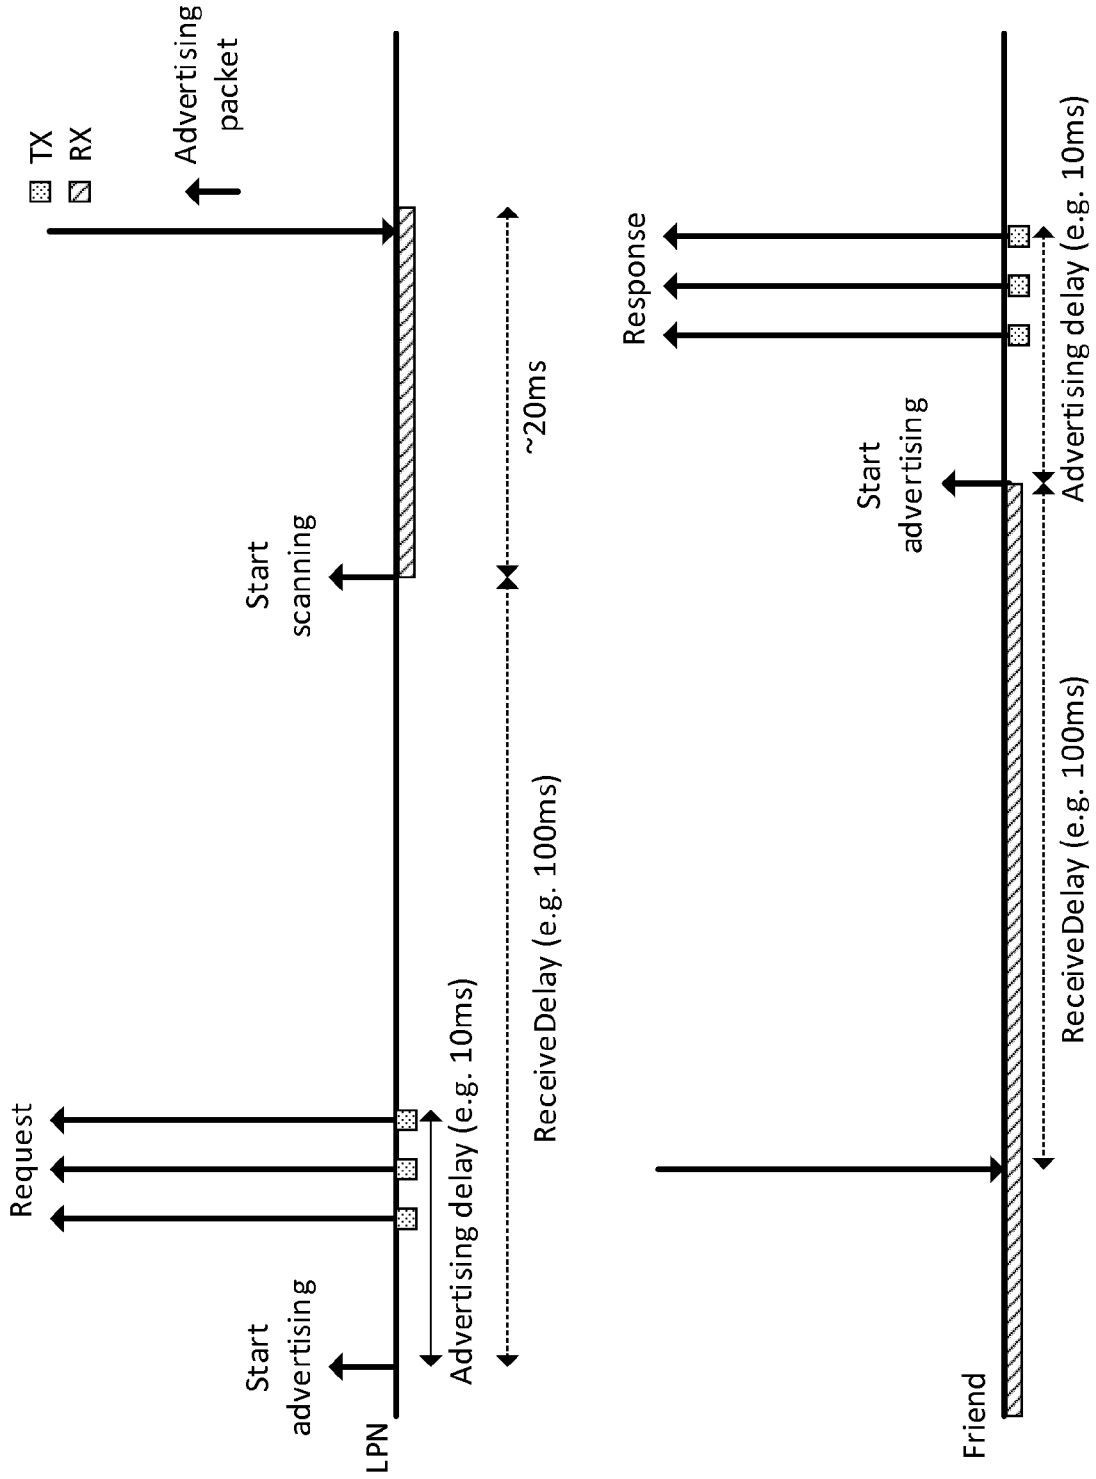 TX
RX
Advertising
packet
Request
Start
advertising
Start
scanning
LPN
Advertising delay (e.g. 10ms)
~20ms
ReceiveDelay (e.g. 100ms)
Response
Start
advertising
Friend
ReceiveDelay (e.g. 100ms)
Advertising delay (e.g. 10ms)